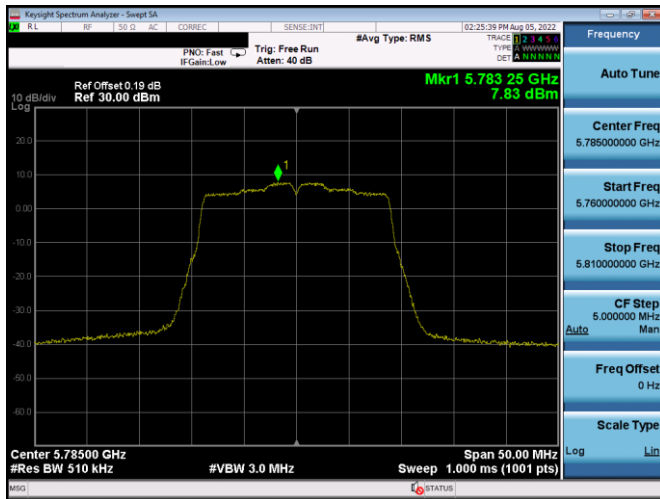 Keysight Spectrum Analyzer - Swept SA
RL RF 50 Ω AC CORREC SENSE:INT 02:25:39 PM Aug 05, 2022
#Avg Type: RMS TRACE 1 2 3 4 5 6
PNO: Fast Trig: Free Run TYPE
IFGain:Low Atten: 40 dB DET A N N N N N
Ref Offset 0.19 dB Mkr1 5.783 25 GHz
10 dB/div Ref 30.00 dBm 7.83 dBm
Log
20.0
10.0
0.00
-10.0
-20.0
-30.0
-40.0
-50.0
-60.0
1
Center 5.78500 GHz Span 50.00 MHz
#Res BW 510 kHz #VBW 3.0 MHz Sweep 1.000 ms (1001 pts)
MSG STATUS
Frequency
Auto Tune
Center Freq
5.785000000 GHz
Start Freq
5.760000000 GHz
Stop Freq
5.810000000 GHz
CF Step
5.000000 MHz
Auto Man
Freq Offset
0 Hz
Scale Type
Log Lin